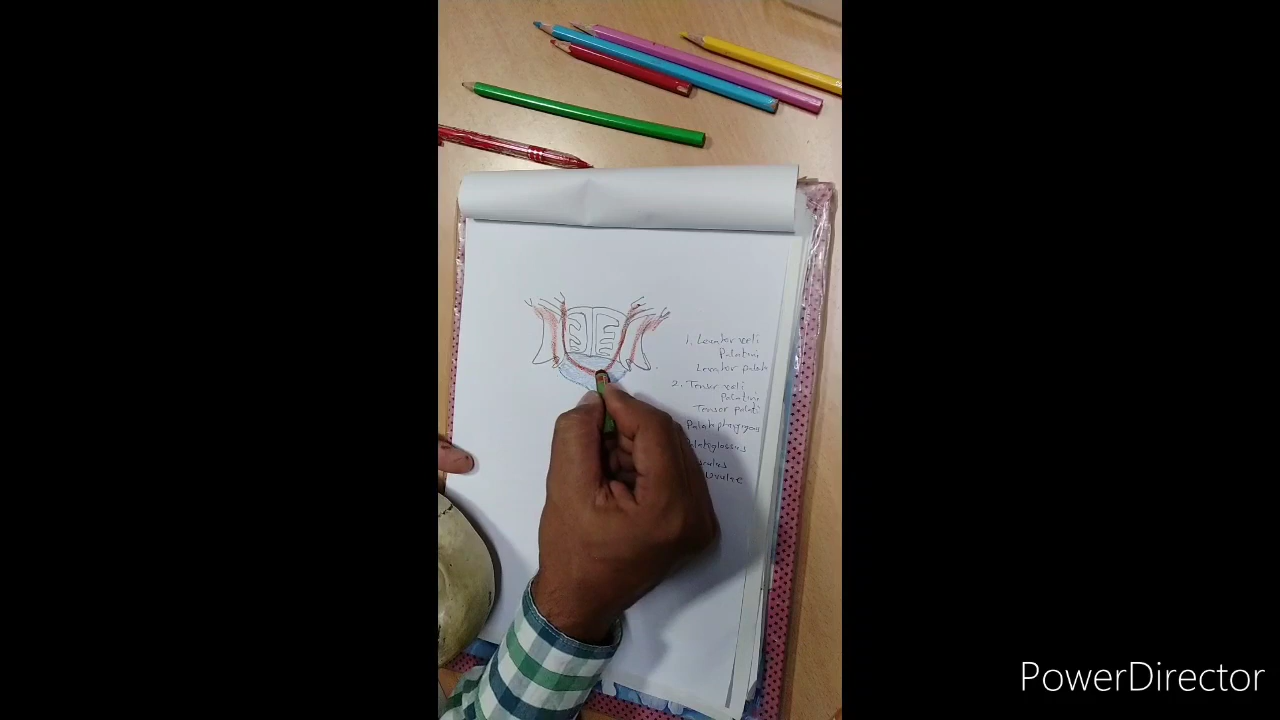 1. Levator veli
Palatini
Levator palati
2. Tensor veli
Palatini
Tensor palati
Palatopharyngeus
Palatoglossus
Uvulae
PowerDirector